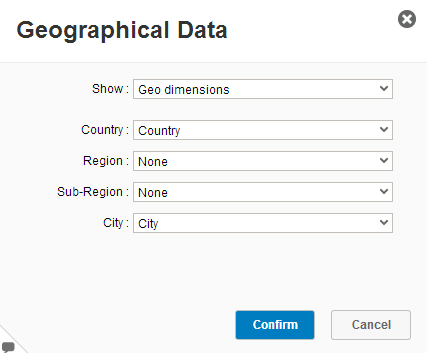 Geographical Data
Show : Geo dimensions
Country : Country
Region : None
Sub-Region : None
City : City
Confirm Cancel